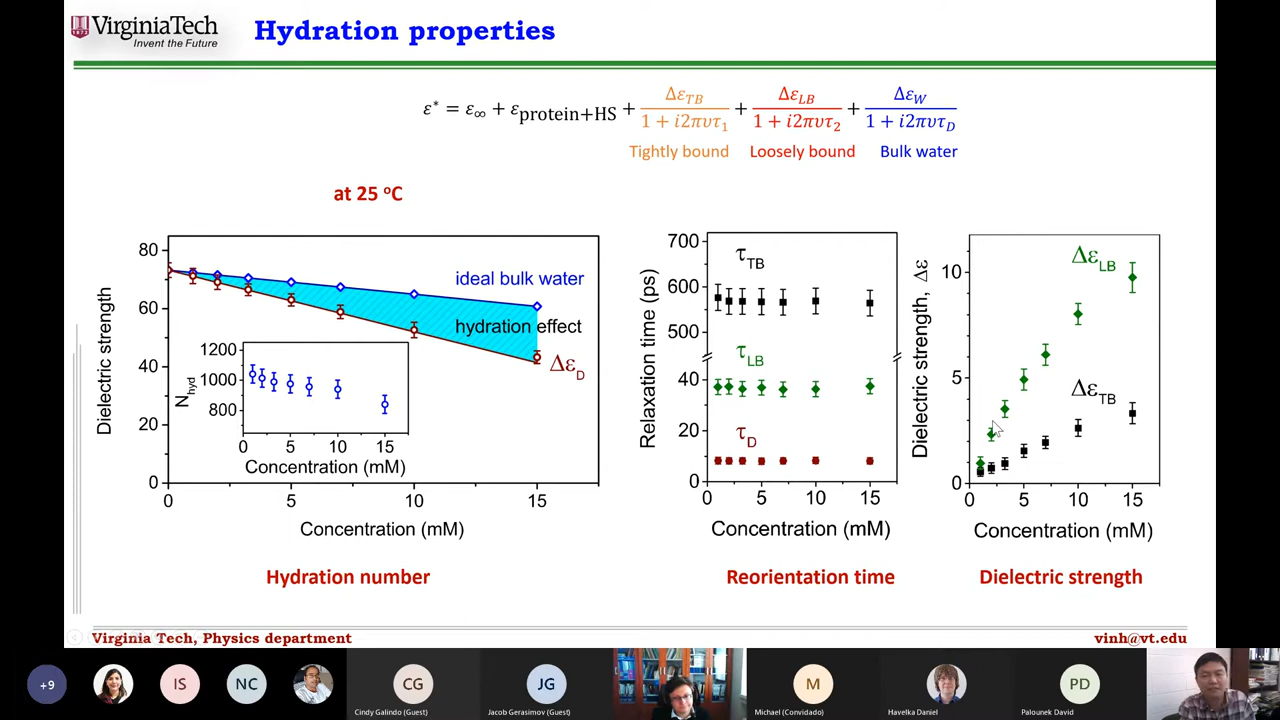 VirginiaTech
Invent the Future
Hydration properties
ε* = ε∞ + εprotein+HS + ΔεTB / 1 + i2πυτ1 + ΔεLB / 1 + i2πυτ2 + ΔεW / 1 + i2πυτD
Tightly bound Loosely bound Bulk water
at 25 °C
Dielectric strength
80
60
40
20
0
0 5 10 15
Concentration (mM)
ideal bulk water
hydration effect
ΔεD
Nhyd
1200
1000
800
0 5 10 15
Concentration (mM)
Hydration number
Relaxation time (ps)
700
600
500
40
20
0
τTB
τLB
τD
0 5 10 15
Concentration (mM)
Reorientation time
Dielectric strength, Δε
10
5
0
ΔεLB
ΔεTB
0 5 10 15
Concentration (mM)
Dielectric strength
Virginia Tech, Physics department
vinh@vt.edu
+9
IS
NC
CG
Cindy Galindo (Guest)
JG
Jacob Gerasimov (Guest)
M
Michael (Convidado)
Havelka Daniel
PD
Palounek David